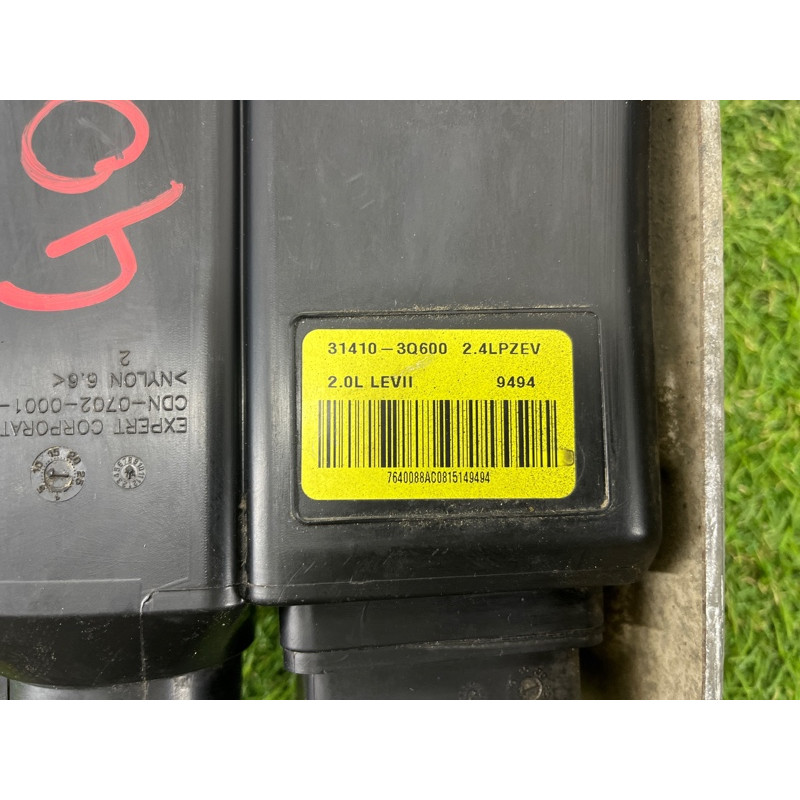 31410-3Q600 2.4LPZEV
2.0L LEVII 9494
7640088AC0815149494
EXPERT CORPORAT
CDN-0702-0001-
>NYLON 6.6<
2